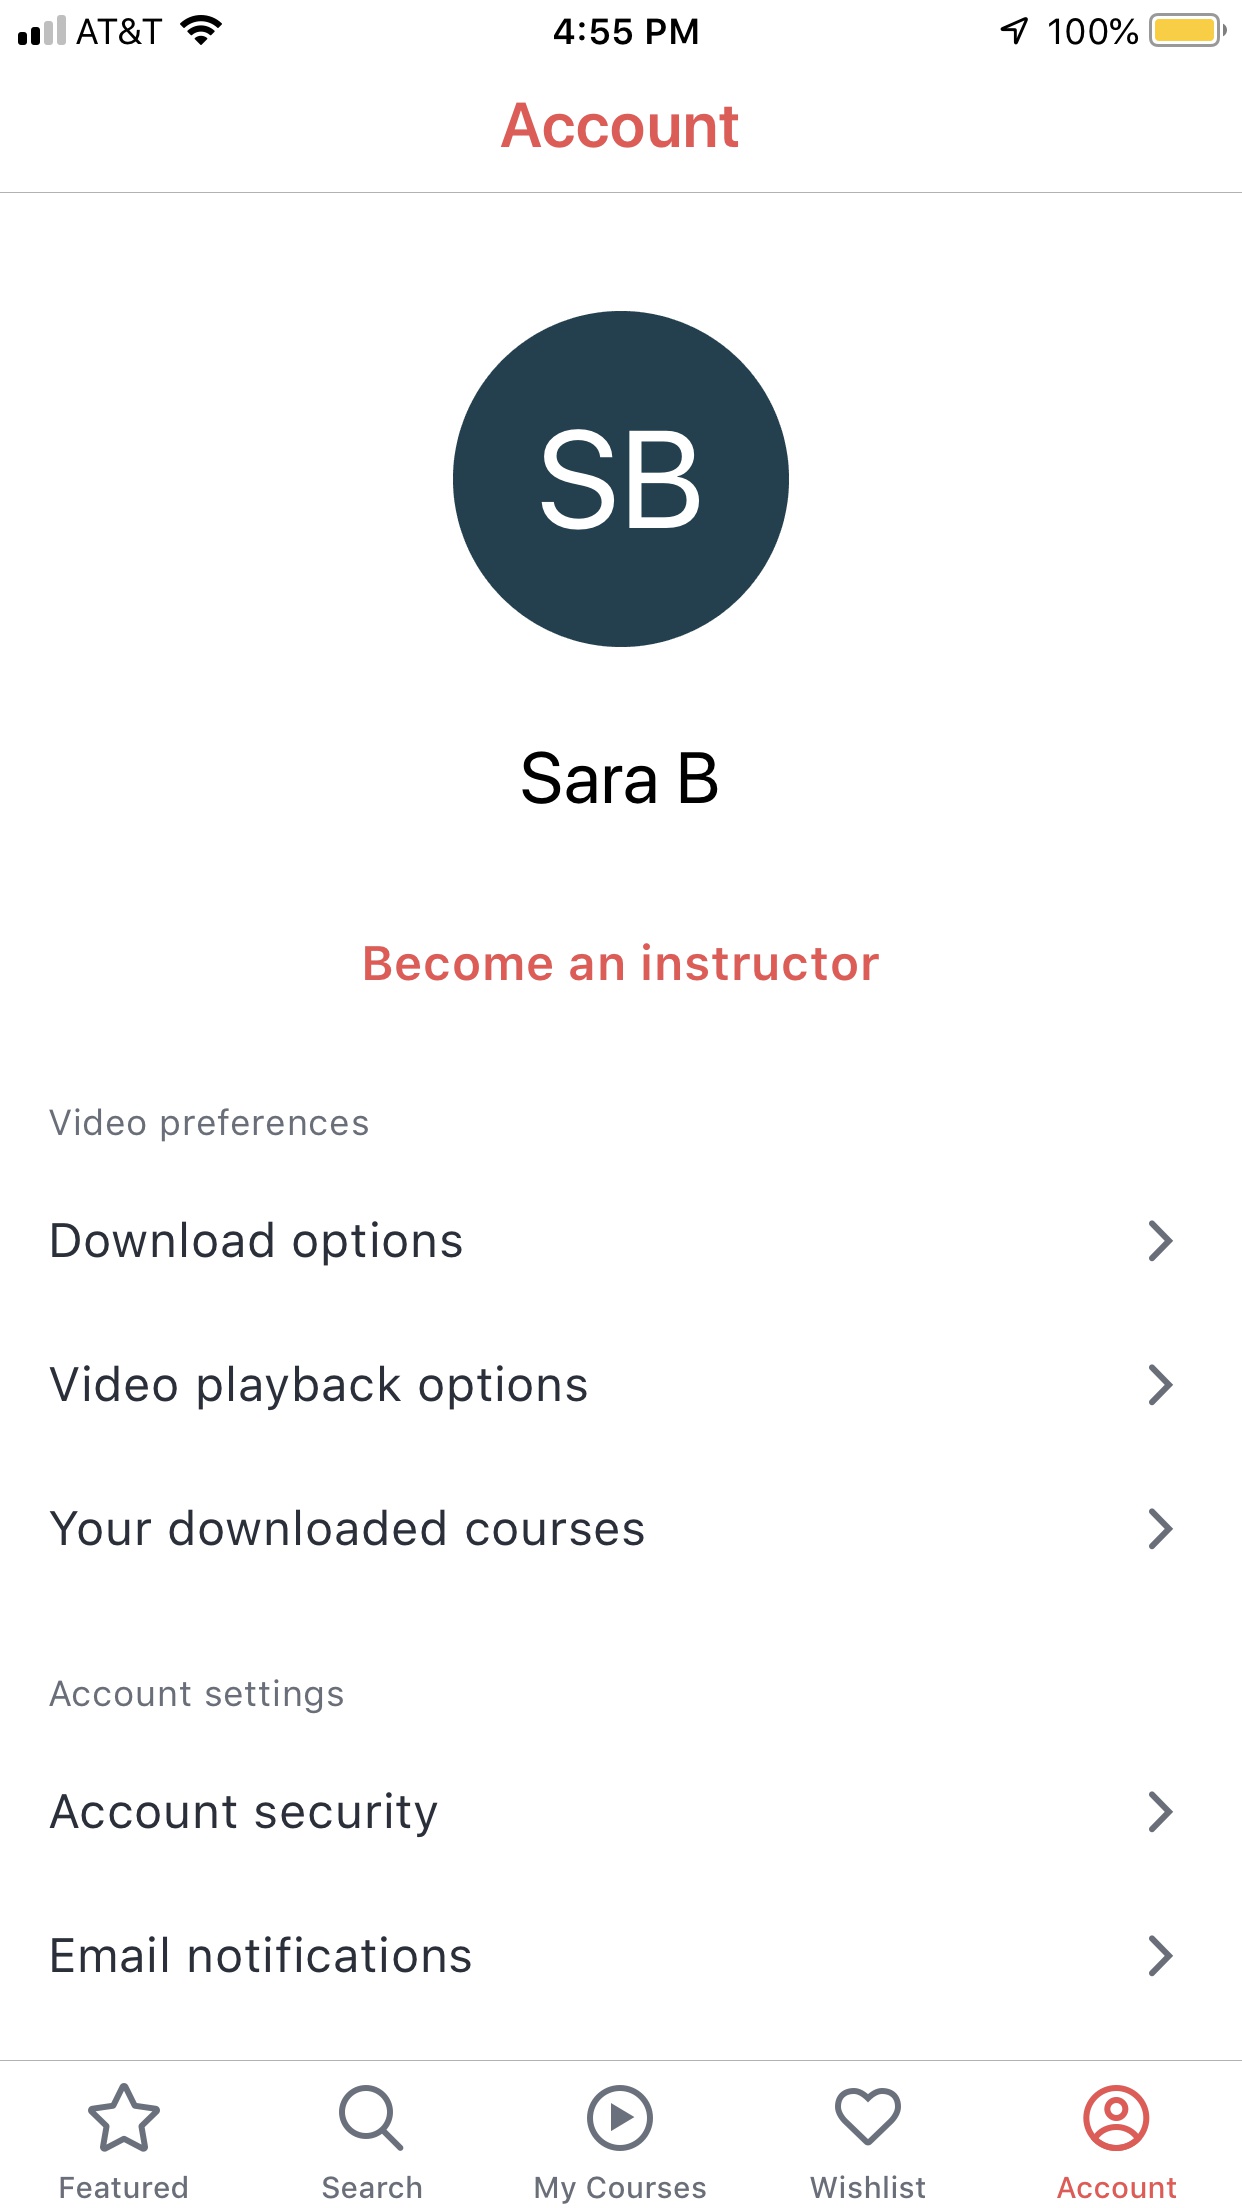 AT&T 4:55 PM 100%
Account
SB
Sara B
Become an instructor
Video preferences
Download options
Video playback options
Your downloaded courses
Account settings
Account security
Email notifications
Featured Search My Courses Wishlist Account